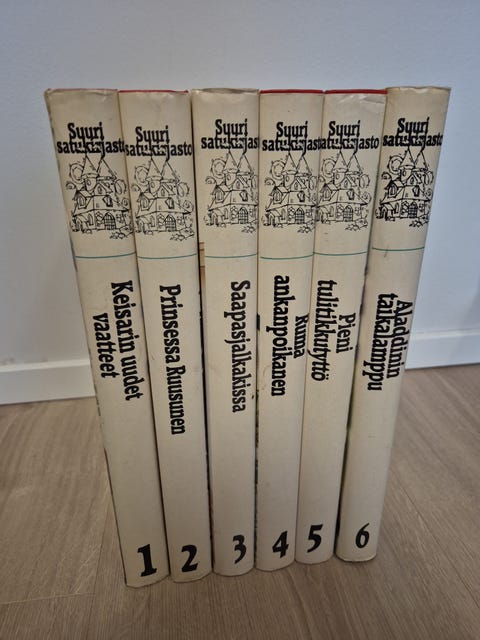 Suuri
satukirjasto
Keisarin uudet
vaatteet
1
Suuri
satukirjasto
Prinsessa Ruusunen
2
Suuri
satukirjasto
Saapasjalkakissa
3
Suuri
satukirjasto
Ruma
ankanpoikanen
4
Suuri
satukirjasto
Pieni
tulitikkutyttö
5
Suuri
satukirjasto
Aladdinin
taikalamppu
6